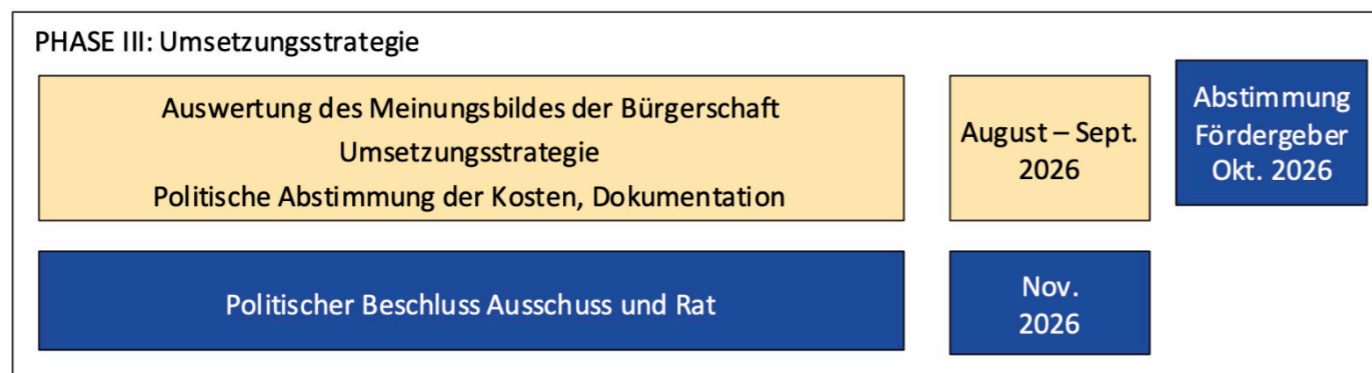 PHASE III: Umsetzungsstrategie
Auswertung des Meinungsbildes der Bürgerschaft
Umsetzungsstrategie
Politische Abstimmung der Kosten, Dokumentation
August – Sept.
2026
Abstimmung
Fördergeber
Okt. 2026
Politischer Beschluss Ausschuss und Rat
Nov.
2026